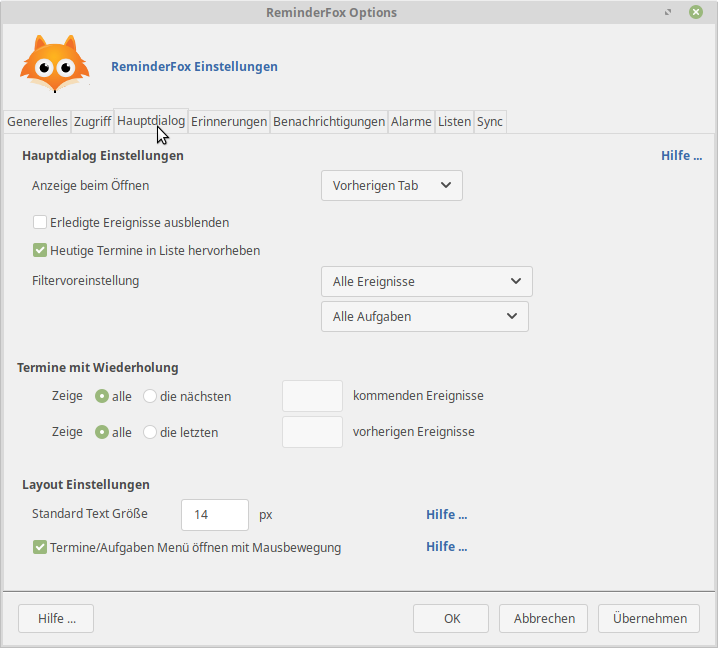 ReminderFox Options
ReminderFox Einstellungen
Generelles Zugriff Hauptdialog Erinnerungen Benachrichtigungen Alarme Listen Sync
Hauptdialog Einstellungen Hilfe ...
Anzeige beim Öffnen Vorherigen Tab
Erledigte Ereignisse ausblenden
Heutige Termine in Liste hervorheben
Filtervoreinstellung Alle Ereignisse
Alle Aufgaben
Termine mit Wiederholung
Zeige alle die nächsten kommenden Ereignisse
Zeige alle die letzten vorherigen Ereignisse
Layout Einstellungen
Standard Text Größe 14 px Hilfe ...
Termine/Aufgaben Menü öffnen mit Mausbewegung Hilfe ...
Hilfe ... OK Abbrechen Übernehmen